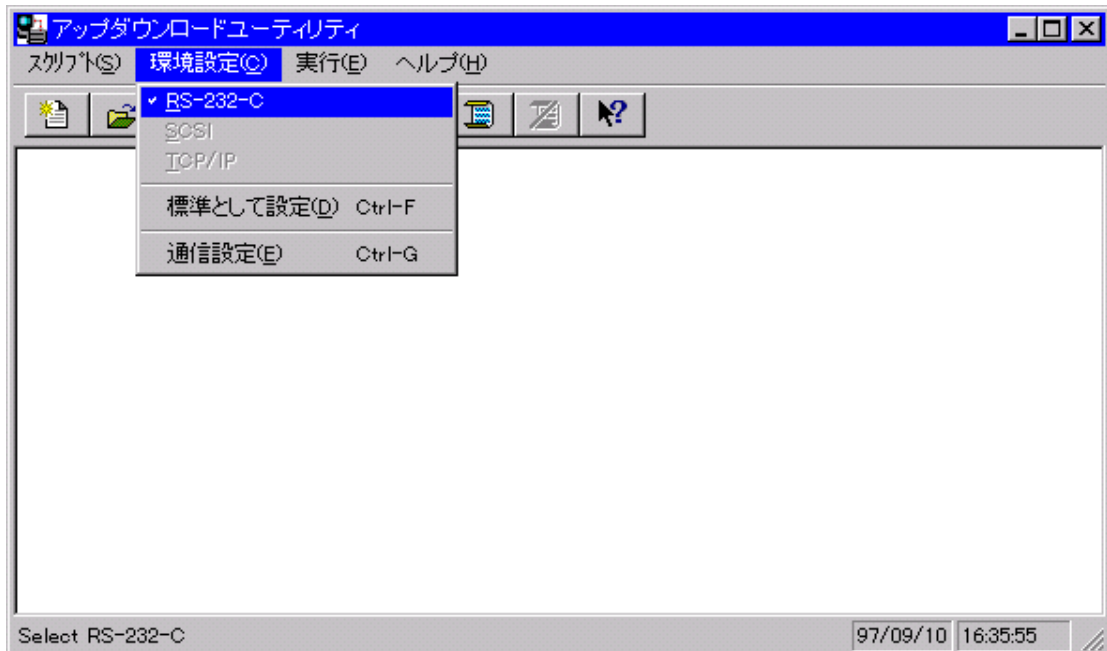 アップダウンロードユーティリティ
ｽｸﾘﾌﾟﾄ(S) 環境設定(C) 実行(E) ヘルプ(H)
RS-232-C
SCSI
TCP/IP
標準として設定(D) Ctrl-F
通信設定(E) Ctrl-G
Select RS-232-C 97/09/10 16:35:55